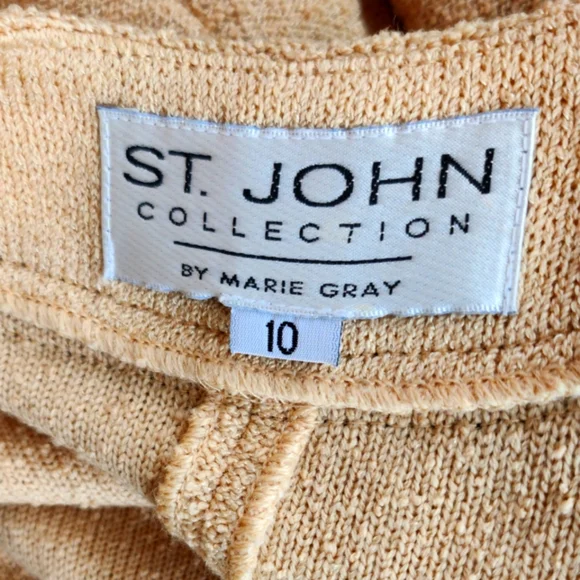 ST. JOHN
COLLECTION
BY MARIE GRAY
10